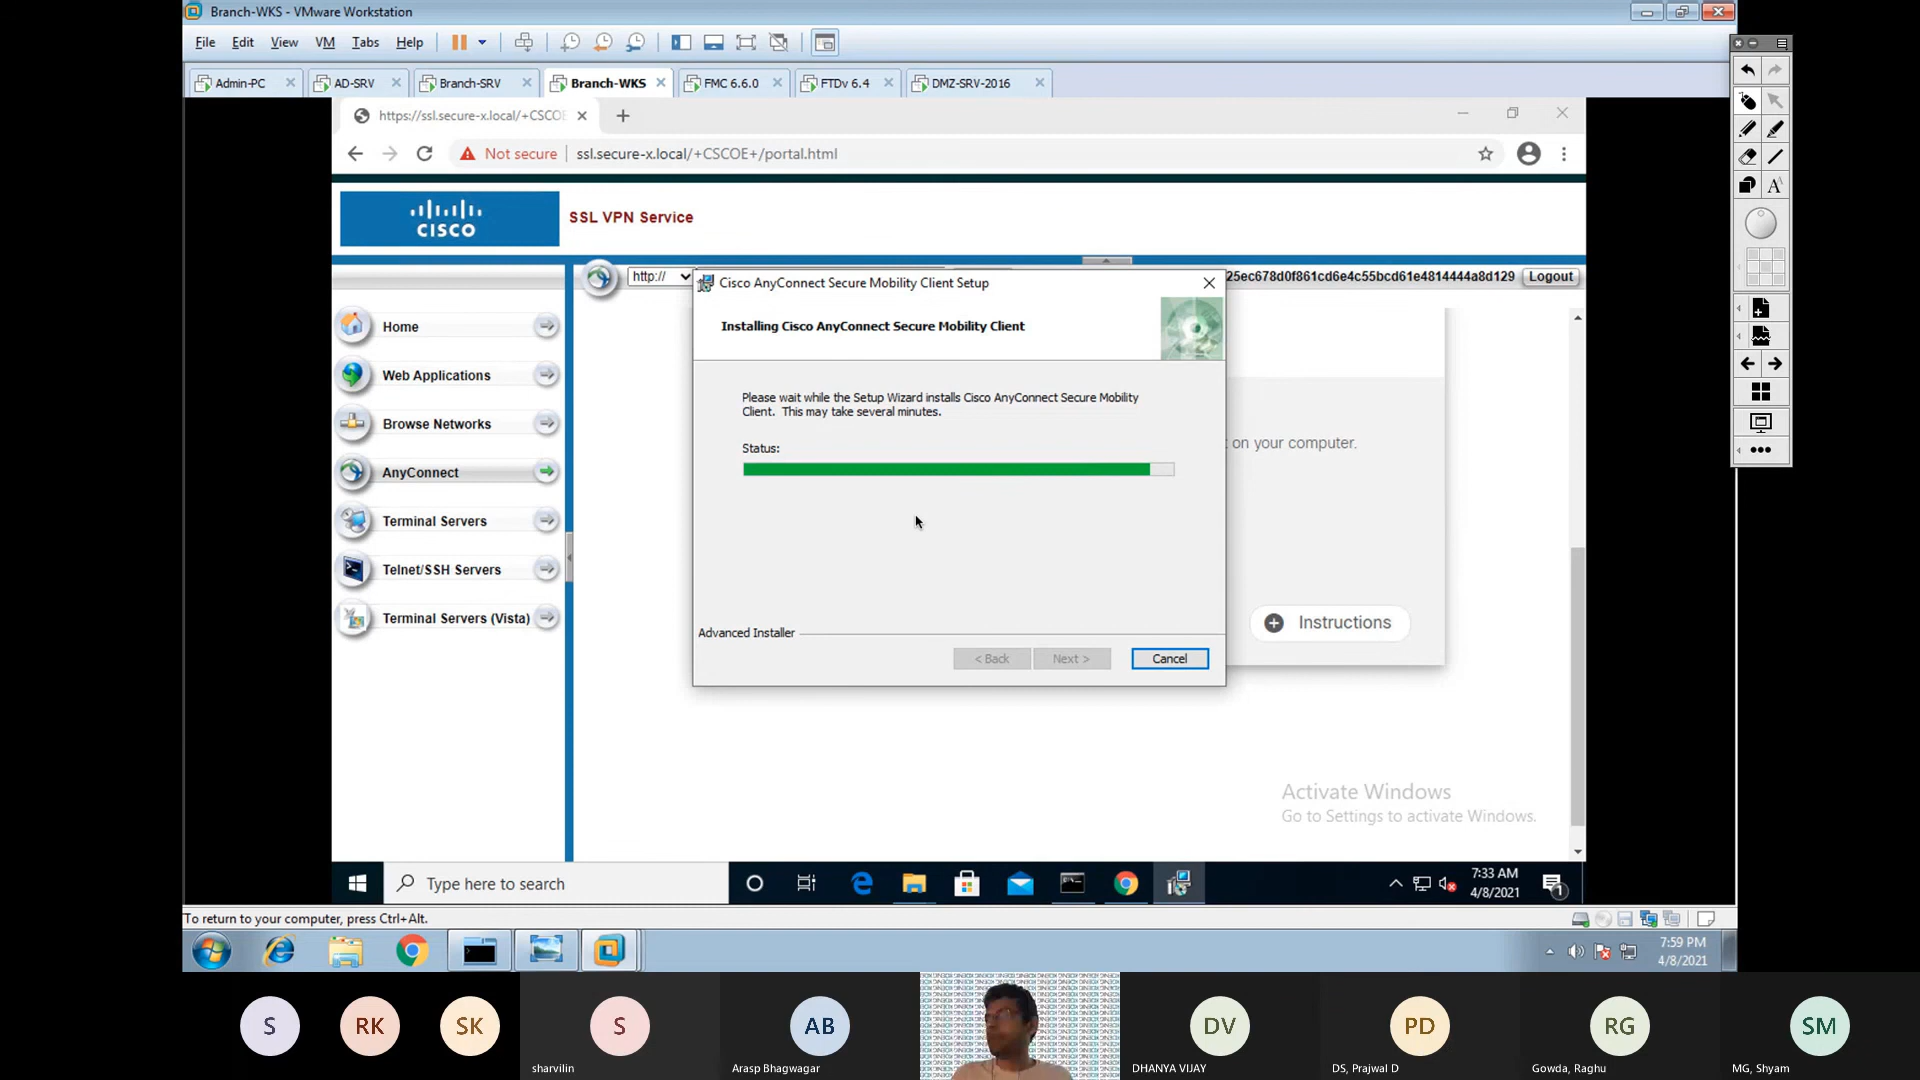 Branch-WKS - VMware Workstation
File Edit View VM Tabs Help
Admin-PC
AD-SRV
Branch-SRV
Branch-WKS
FMC 6.6.0
FTDv 6.4
DMZ-SRV-2016
https://ssl.secure-x.local/+CSCOE
Not secure
ssl.secure-x.local/+CSCOE+/portal.html
CISCO
SSL VPN Service
http://
25ec678d0f861cd6e4c55bcd61e4814444a8d129
Logout
Home
Web Applications
Browse Networks
AnyConnect
Terminal Servers
Telnet/SSH Servers
Terminal Servers (Vista)
Cisco AnyConnect Secure Mobility Client Setup
Installing Cisco AnyConnect Secure Mobility Client
Please wait while the Setup Wizard installs Cisco AnyConnect Secure Mobility
Client. This may take several minutes.
Status:
Advanced Installer
< Back
Next >
Cancel
on your computer.
Instructions
Activate Windows
Go to Settings to activate Windows.
Type here to search
7:33 AM
4/8/2021
1
To return to your computer, press Ctrl+Alt.
7:59 PM
4/8/2021
S
RK
SK
S
AB
DV
PD
RG
SM
sharvilin
Arasp Bhagwagar
DHANYA VIJAY
DS, Prajwal D
Gowda, Raghu
MG, Shyam